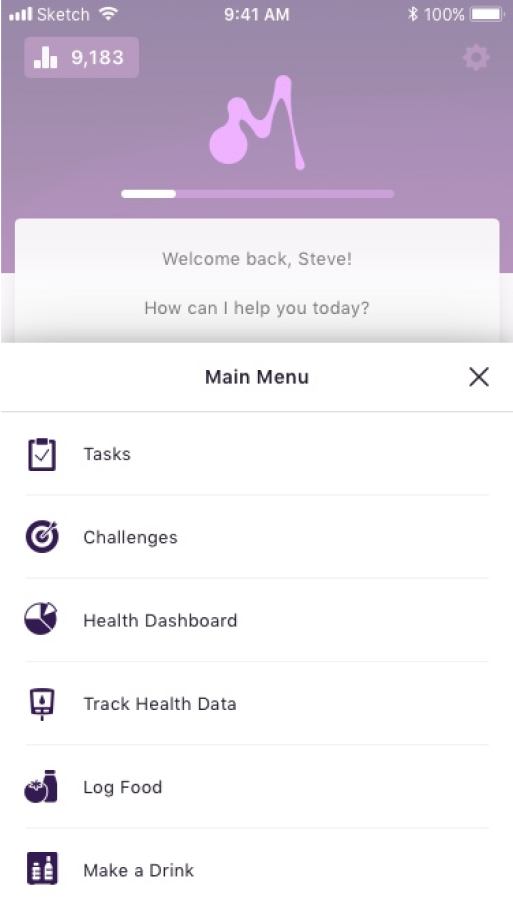 Sketch 9:41 AM 100%
9,183
Welcome back, Steve!
How can I help you today?
Main Menu
Tasks
Challenges
Health Dashboard
Track Health Data
Log Food
Make a Drink